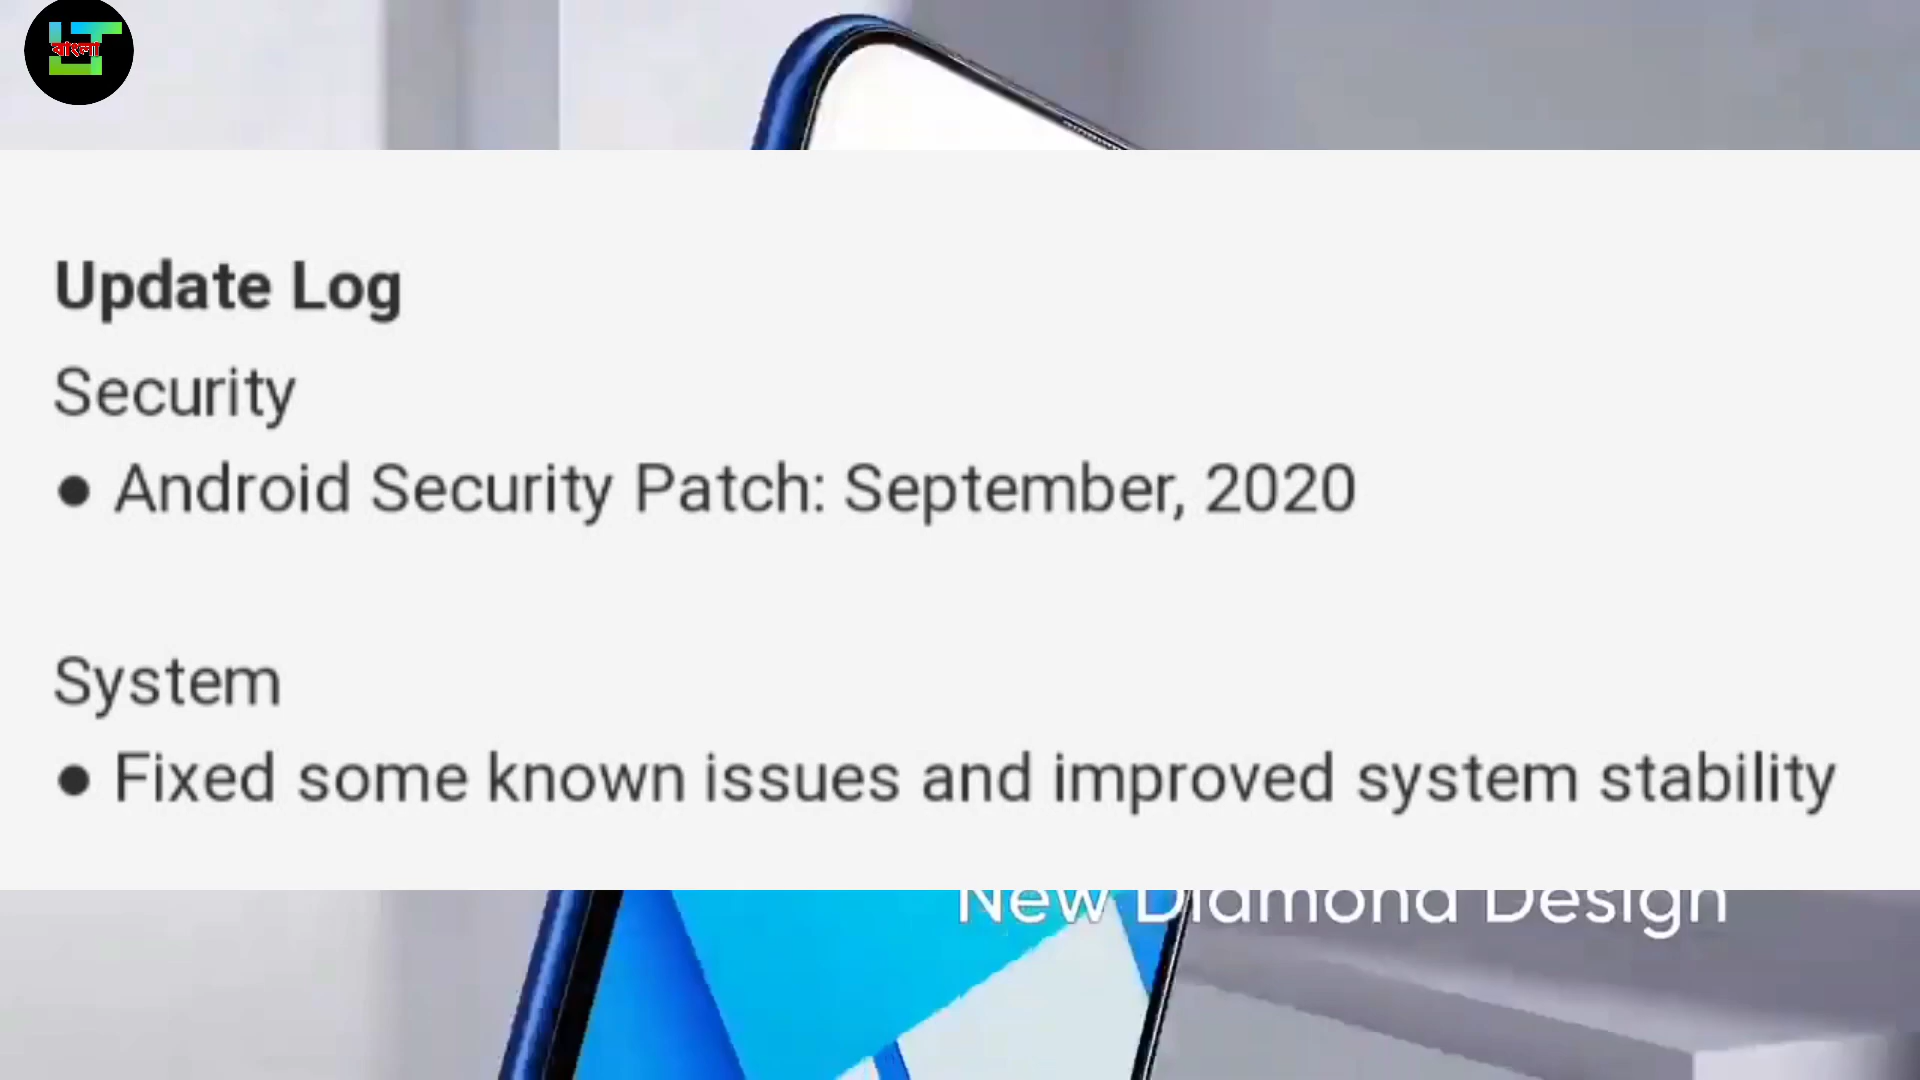 বাংলা
Update Log
Security
● Android Security Patch: September, 2020
System
● Fixed some known issues and improved system stability
New Diamond Design